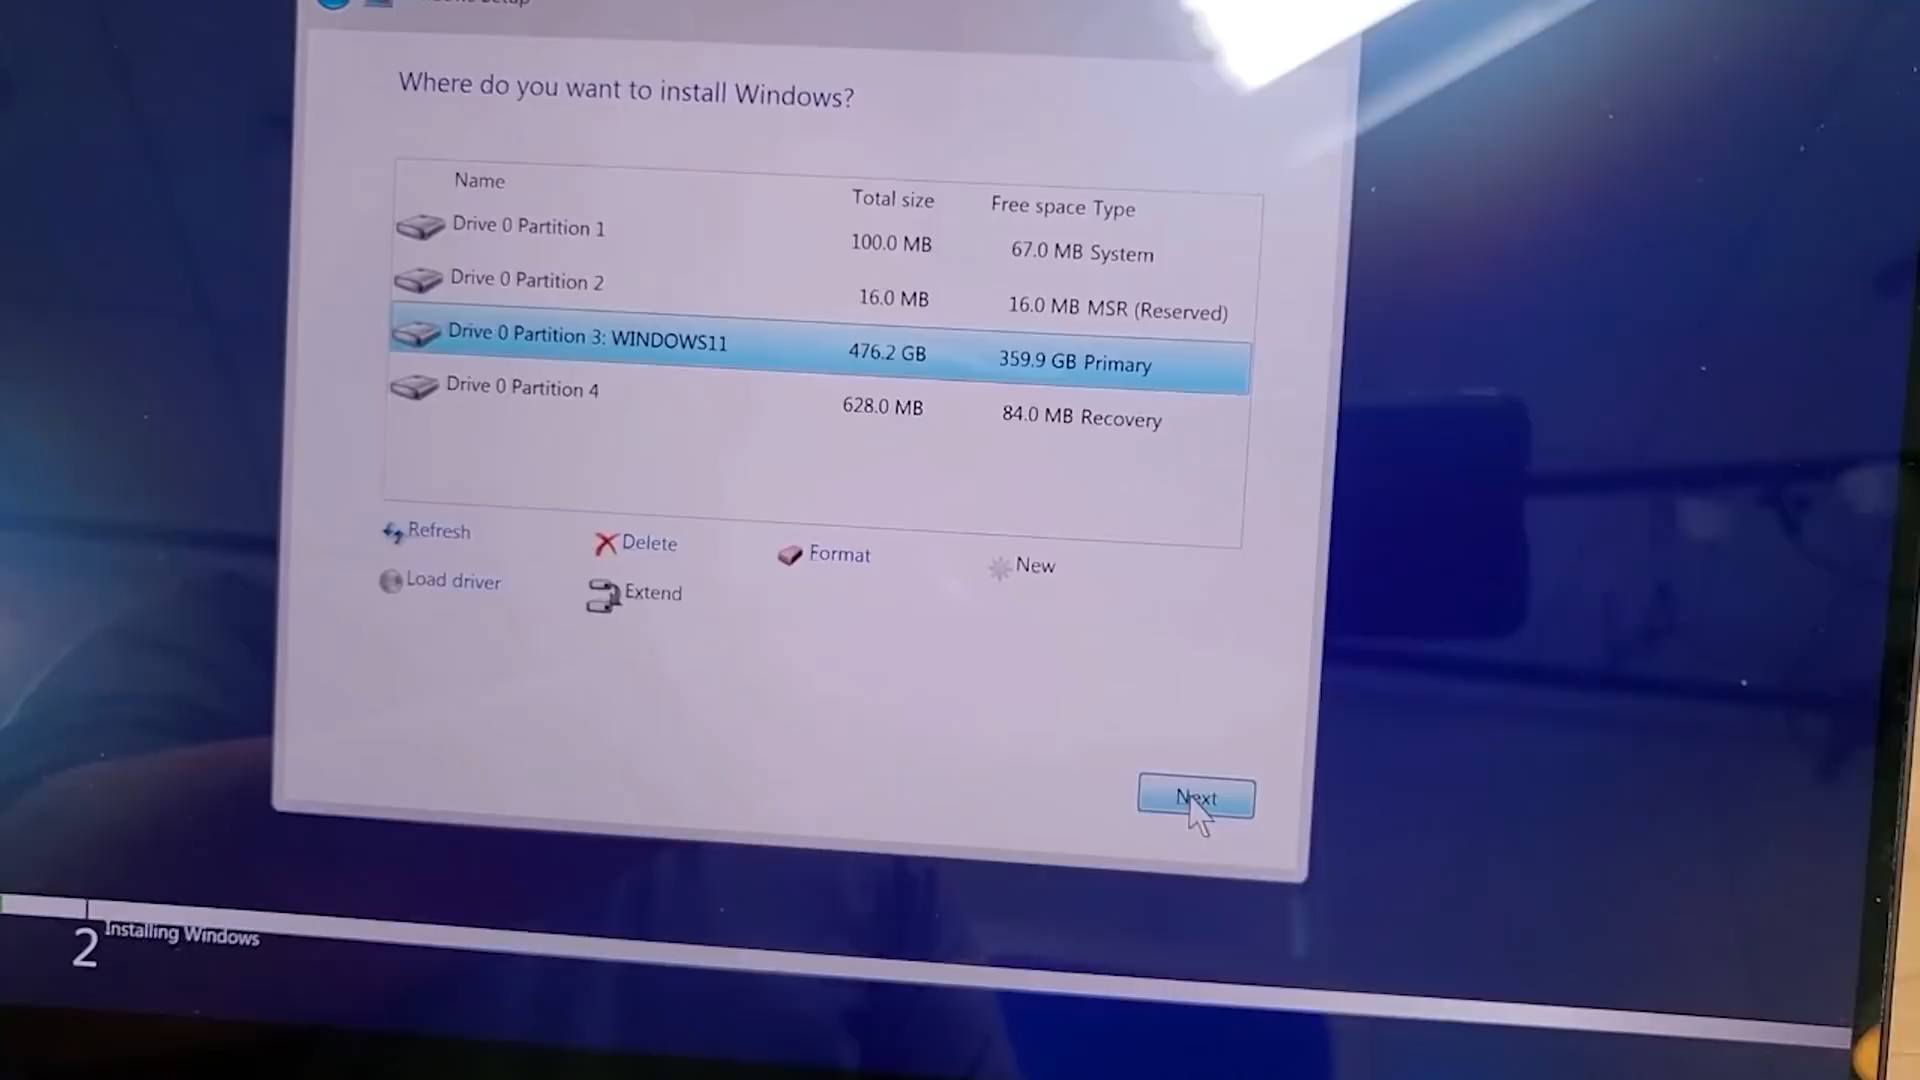 Setup
Where do you want to install Windows?
Name Total size Free space Type
Drive 0 Partition 1 100.0 MB 67.0 MB System
Drive 0 Partition 2 16.0 MB 16.0 MB MSR (Reserved)
Drive 0 Partition 3: WINDOWS11 476.2 GB 359.9 GB Primary
Drive 0 Partition 4 628.0 MB 84.0 MB Recovery
Refresh Delete Format New
Load driver Extend
Next
2 Installing Windows